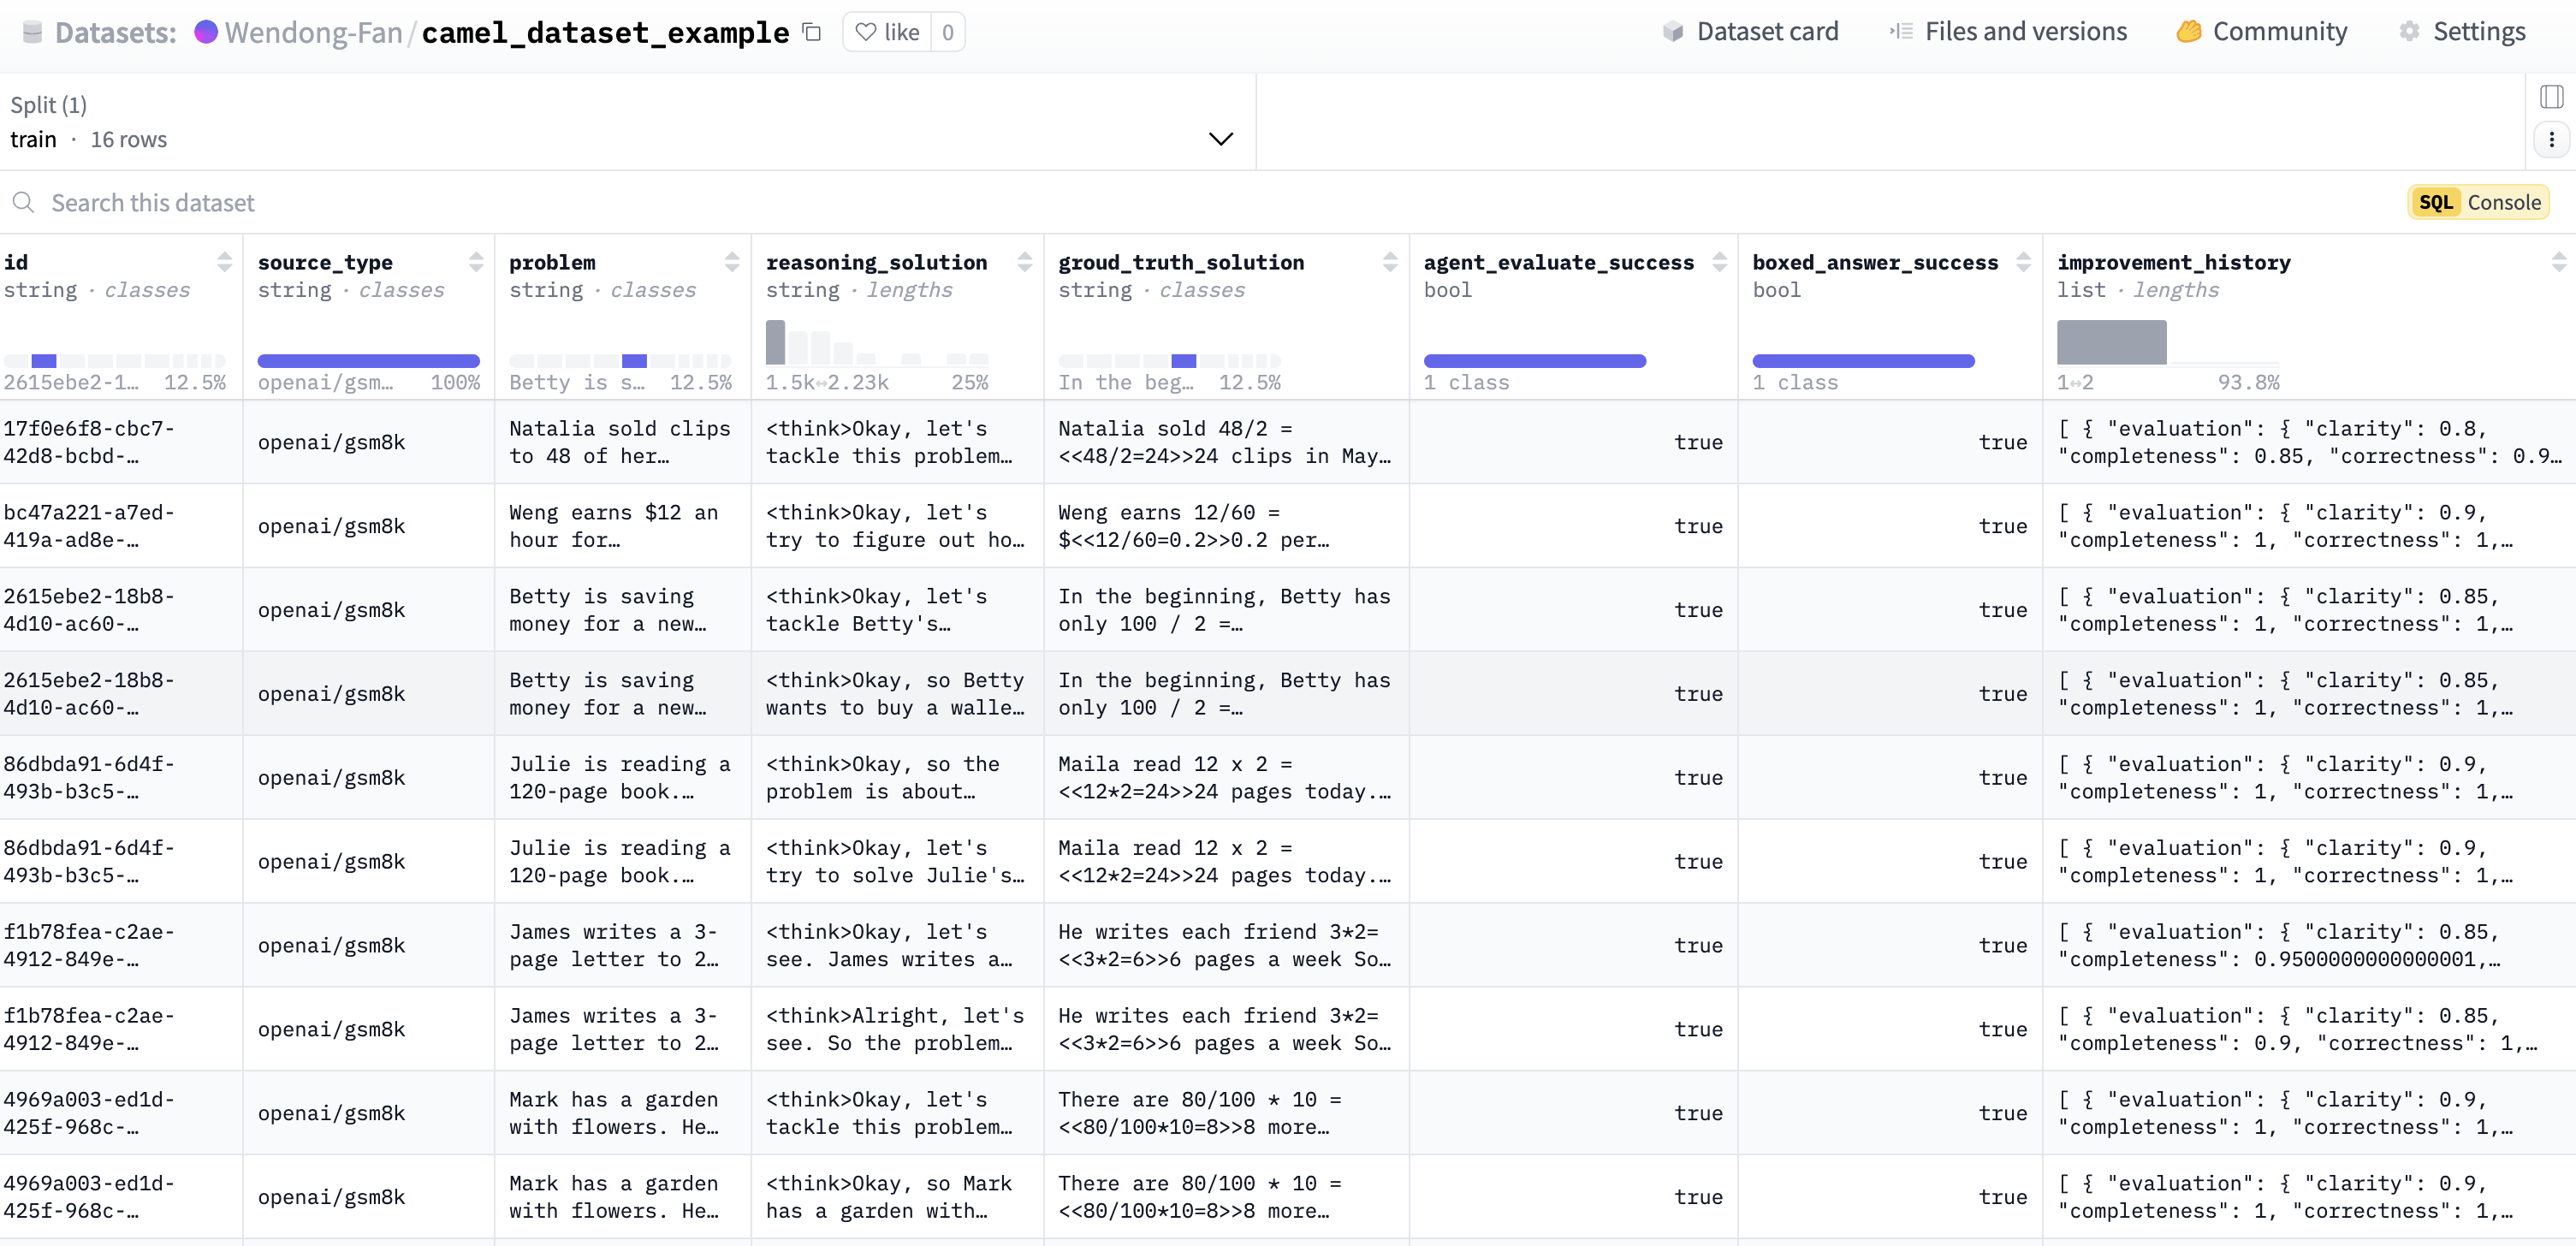 Datasets: Wendong-Fan/camel_dataset_example like 0 Dataset card Files and versions Community Settings
Split (1)
train · 16 rows
Search this dataset
SQL Console
id source_type problem reasoning_solution groud_truth_solution agent_evaluate_success boxed_answer_success improvement_history
string · classes string · classes string · classes string · lengths string · classes bool bool list · lengths
2615ebe2-1… 12.5% openai/gsm… 100% Betty is s… 12.5% 1.5k↔2.23k 25% In the beg… 12.5% 1 class 1 class 1↔2 93.8%
17f0e6f8-cbc7- Natalia sold clips <think>Okay, let's Natalia sold 48/2 = [ { "evaluation": { "clarity": 0.8,
openai/gsm8k true true
42d8-bcbd-… to 48 of her… tackle this problem… <<48/2=24>>24 clips in May… "completeness": 0.85, "correctness": 0.9…
bc47a221-a7ed- Weng earns $12 an <think>Okay, let's Weng earns 12/60 = [ { "evaluation": { "clarity": 0.9,
openai/gsm8k true true
419a-ad8e-… hour for… try to figure out ho… $<<12/60=0.2>>0.2 per… "completeness": 1, "correctness": 1,…
2615ebe2-18b8- Betty is saving <think>Okay, let's In the beginning, Betty has [ { "evaluation": { "clarity": 0.85,
openai/gsm8k true true
4d10-ac60-… money for a new… tackle Betty's… only 100 / 2 =… "completeness": 1, "correctness": 1,…
2615ebe2-18b8- Betty is saving <think>Okay, so Betty In the beginning, Betty has [ { "evaluation": { "clarity": 0.85,
openai/gsm8k true true
4d10-ac60-… money for a new… wants to buy a walle… only 100 / 2 =… "completeness": 1, "correctness": 1,…
86dbda91-6d4f- Julie is reading a <think>Okay, so the Maila read 12 x 2 = [ { "evaluation": { "clarity": 0.9,
openai/gsm8k true true
493b-b3c5-… 120-page book.… problem is about… <<12*2=24>>24 pages today.… "completeness": 1, "correctness": 1,…
86dbda91-6d4f- Julie is reading a <think>Okay, let's Maila read 12 x 2 = [ { "evaluation": { "clarity": 0.9,
openai/gsm8k true true
493b-b3c5-… 120-page book.… try to solve Julie's… <<12*2=24>>24 pages today.… "completeness": 1, "correctness": 1,…
f1b78fea-c2ae- James writes a 3- <think>Okay, let's He writes each friend 3*2= [ { "evaluation": { "clarity": 0.85,
openai/gsm8k true true
4912-849e-… page letter to 2… see. James writes a… <<3*2=6>>6 pages a week So… "completeness": 0.9500000000000001,…
f1b78fea-c2ae- James writes a 3- <think>Alright, let's He writes each friend 3*2= [ { "evaluation": { "clarity": 0.85,
openai/gsm8k true true
4912-849e-… page letter to 2… see. So the problem… <<3*2=6>>6 pages a week So… "completeness": 0.9, "correctness": 1,…
4969a003-ed1d- Mark has a garden <think>Okay, let's There are 80/100 * 10 = [ { "evaluation": { "clarity": 0.9,
openai/gsm8k true true
425f-968c-… with flowers. He… tackle this problem… <<80/100*10=8>>8 more… "completeness": 1, "correctness": 1,…
4969a003-ed1d- Mark has a garden <think>Okay, so Mark There are 80/100 * 10 = [ { "evaluation": { "clarity": 0.9,
openai/gsm8k true true
425f-968c-… with flowers. He… has a garden with… <<80/100*10=8>>8 more… "completeness": 1, "correctness": 1,…